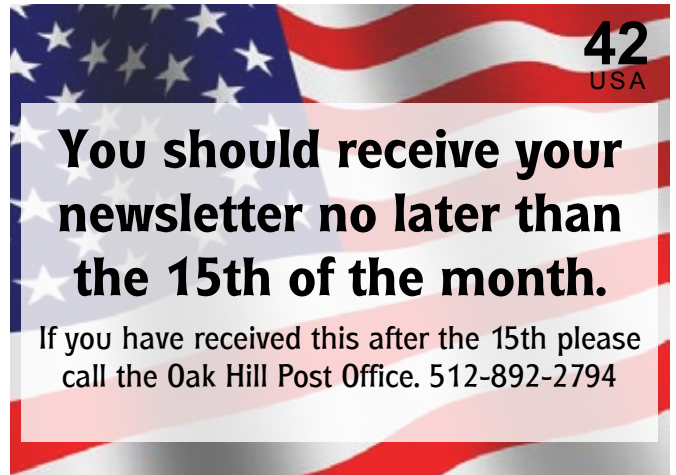 42
USA
You should receive your
newsletter no later than
the 15th of the month.
If you have received this after the 15th please
call the Oak Hill Post Office. 512-892-2794